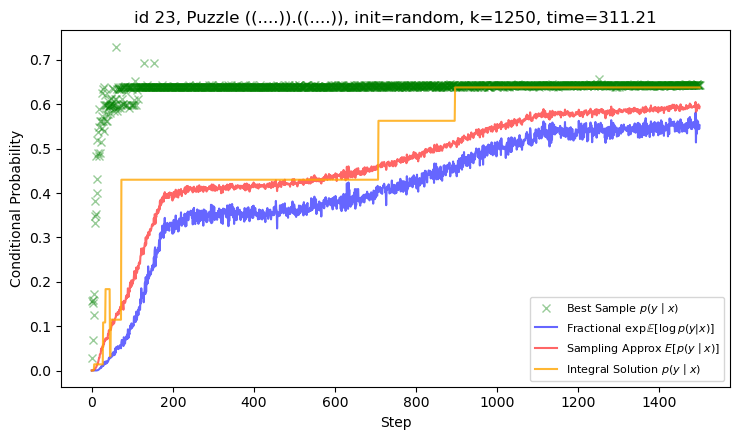 id 23, Puzzle ((....)).((....)), init=random, k=1250, time=311.21
Conditional Probability
0.7
0.6
0.5
0.4
0.3
0.2
0.1
0.0
Best Sample p(y | x)
Fractional exp 𝔼[log p(y|x)]
Sampling Approx E[p(y | x)]
Integral Solution p(y | x)
0 200 400 600 800 1000 1200 1400
Step